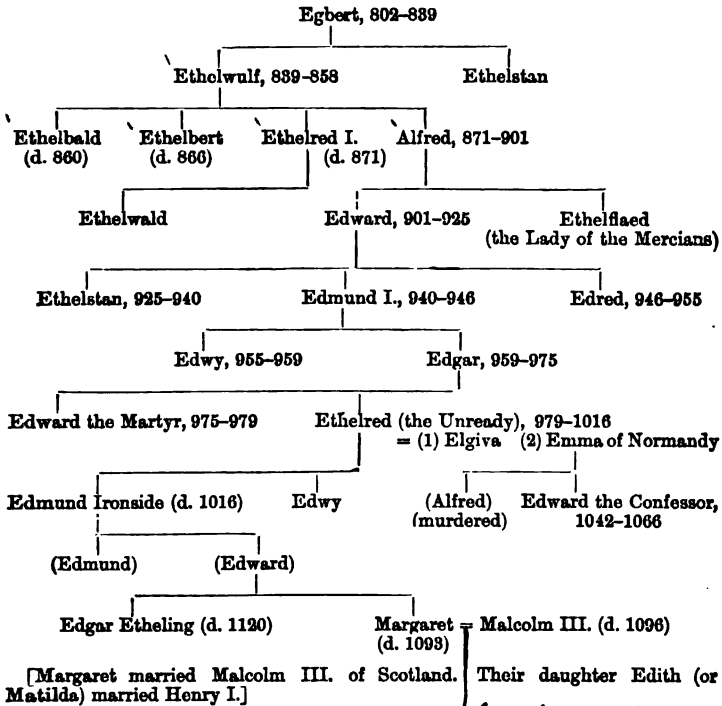 Egbert, 802–839
Ethelwulf, 839–858 Ethelstan
Ethelbald Ethelbert Ethelred I. Alfred, 871–901
(d. 860) (d. 866) (d. 871)
Ethelwald Edward, 901–925 Ethelflaed
(the Lady of the Mercians)
Ethelstan, 925–940 Edmund I., 940–946 Edred, 946–955
Edwy, 955–959 Edgar, 959–975
Edward the Martyr, 975–979 Ethelred (the Unready), 979–1016
= (1) Elgiva (2) Emma of Normandy
Edmund Ironside (d. 1016) Edwy (Alfred) Edward the Confessor,
(murdered) 1042–1066
(Edmund) (Edward)
Edgar Etheling (d. 1120) Margaret = Malcolm III. (d. 1096)
(d. 1093)
[Margaret married Malcolm III. of Scotland. Their daughter Edith (or
Matilda) married Henry I.]